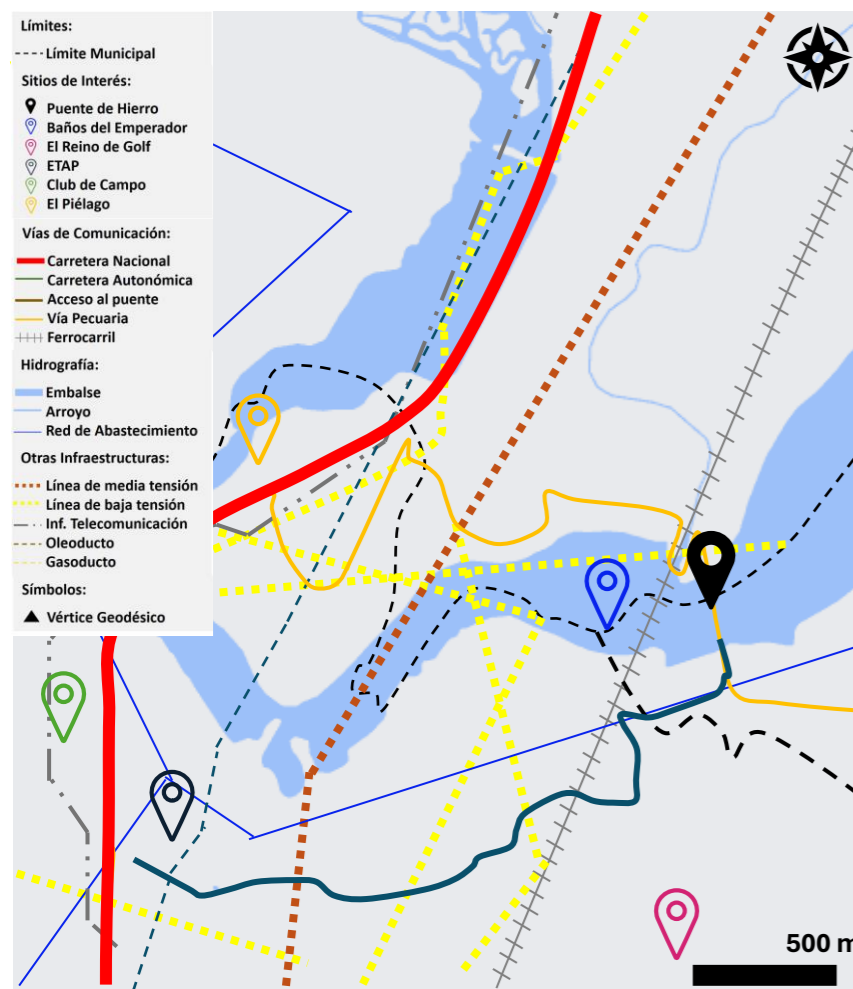 Límites:
Límite Municipal
Sitios de Interés:
Puente de Hierro
Baños del Emperador
El Reino de Golf
ETAP
Club de Campo
El Piélago
Vías de Comunicación:
Carretera Nacional
Carretera Autonómica
Acceso al puente
Vía Pecuaria
Ferrocarril
Hidrografía:
Embalse
Arroyo
Red de Abastecimiento
Otras Infraestructuras:
Línea de media tensión
Línea de baja tensión
Inf. Telecomunicación
Oleoducto
Gasoducto
Símbolos:
Vértice Geodésico
500 m